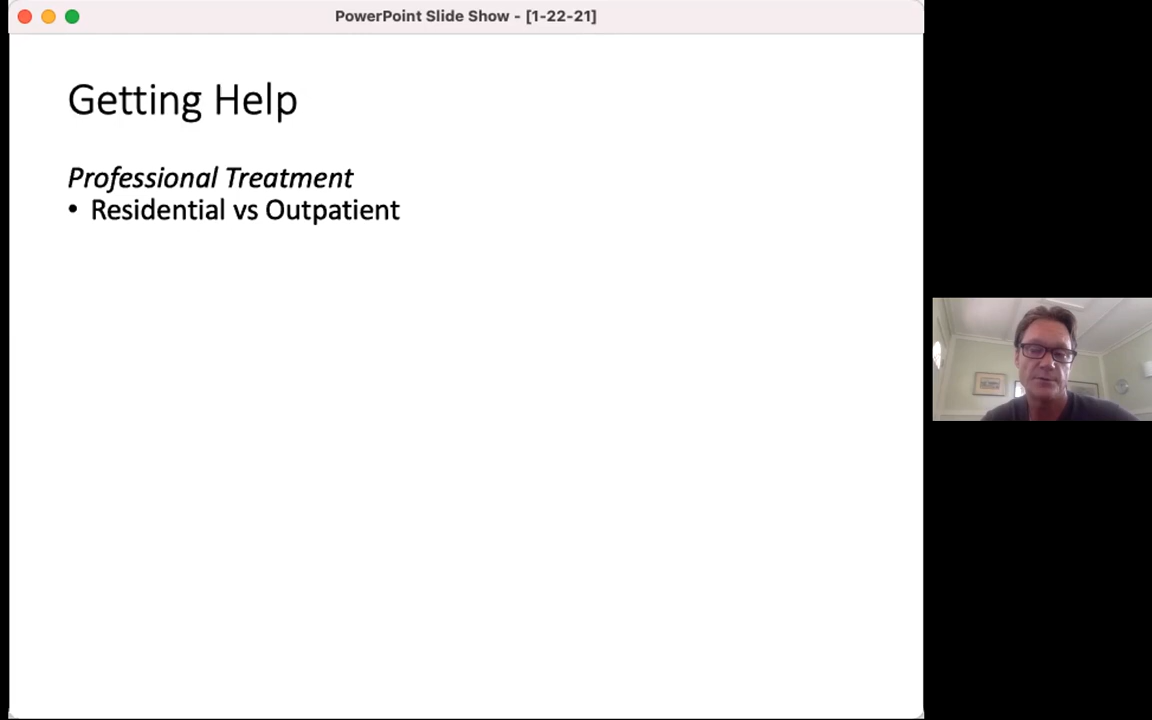 PowerPoint Slide Show - [1-22-21]
Getting Help
Professional Treatment
• Residential vs Outpatient